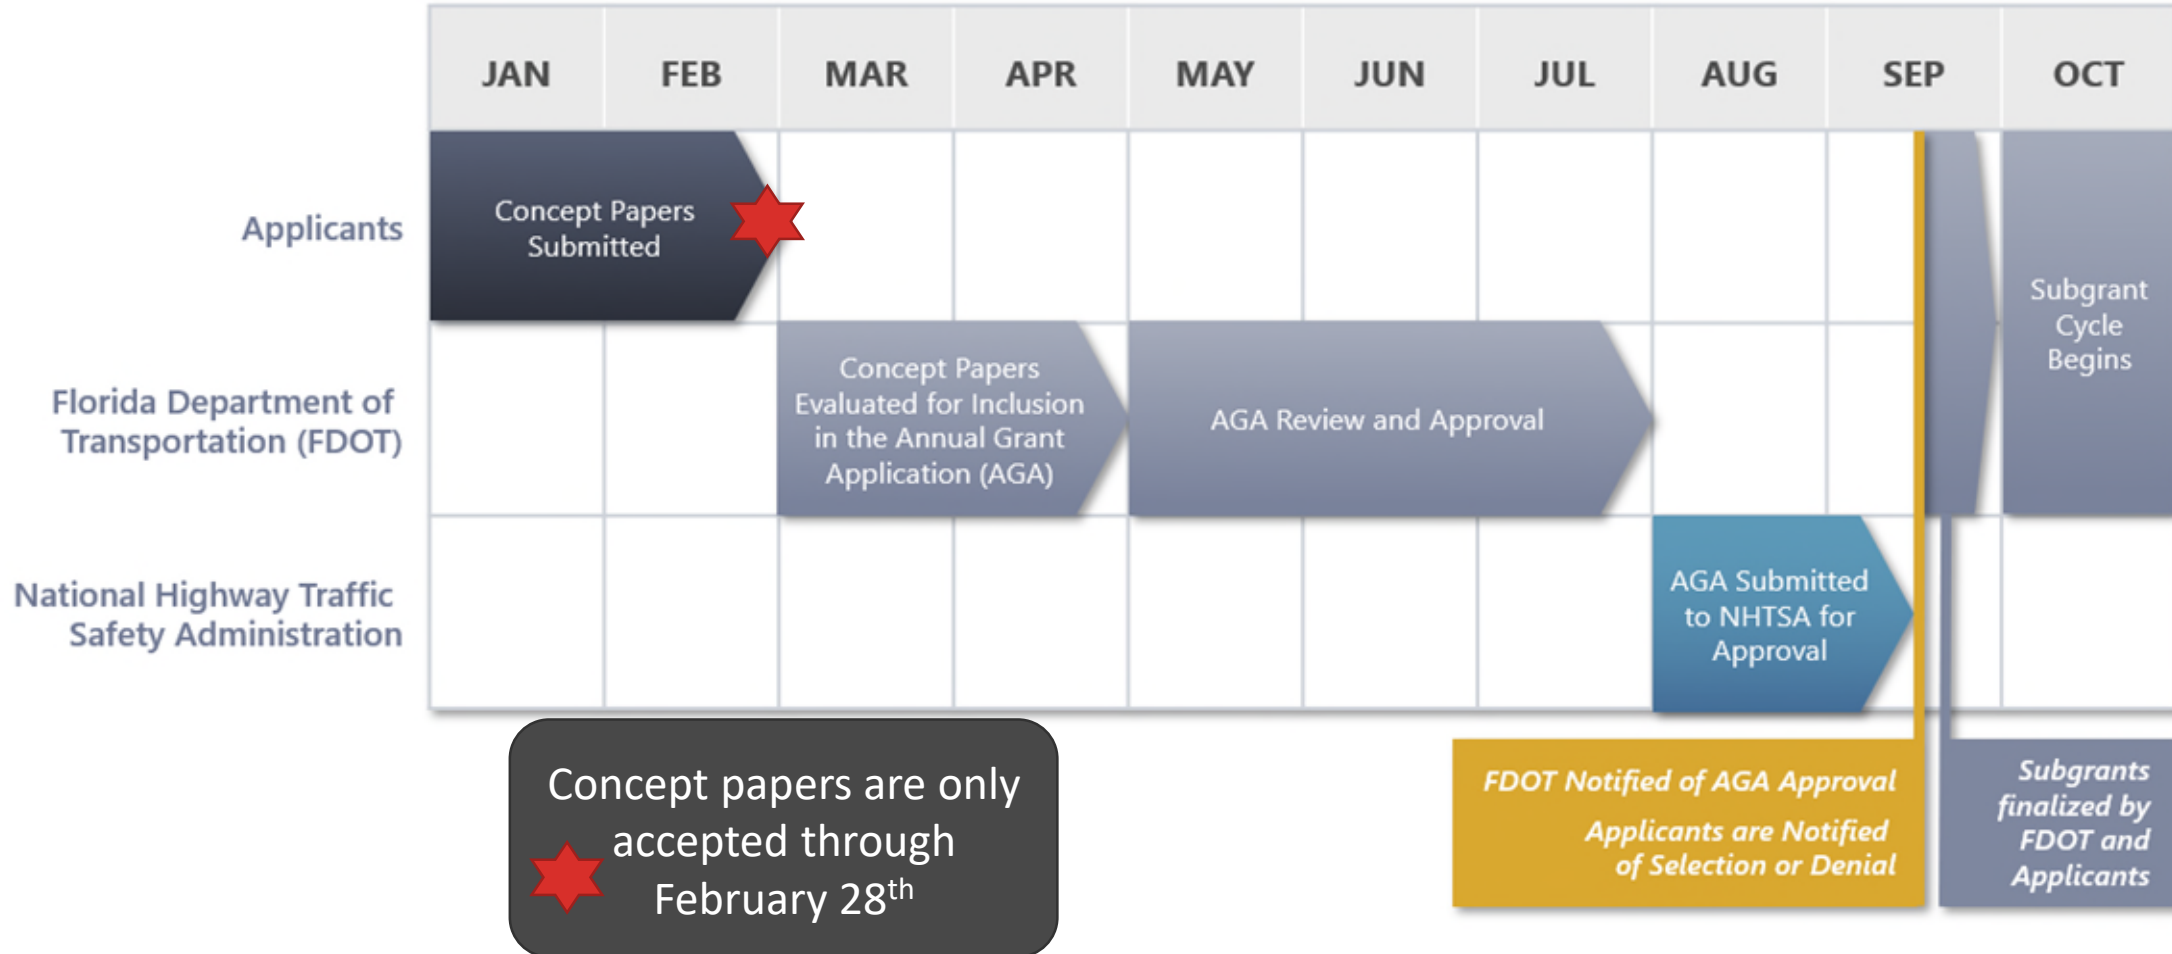 JAN FEB MAR APR MAY JUN JUL AUG SEP OCT
Applicants
Concept Papers
Submitted
Subgrant
Cycle
Begins
Florida Department of
Transportation (FDOT)
Concept Papers
Evaluated for Inclusion
in the Annual Grant
Application (AGA)
AGA Review and Approval
National Highway Traffic
Safety Administration
AGA Submitted
to NHTSA for
Approval
Concept papers are only
accepted through
February 28th
FDOT Notified of AGA Approval
Applicants are Notified
of Selection or Denial
Subgrants
finalized by
FDOT and
Applicants